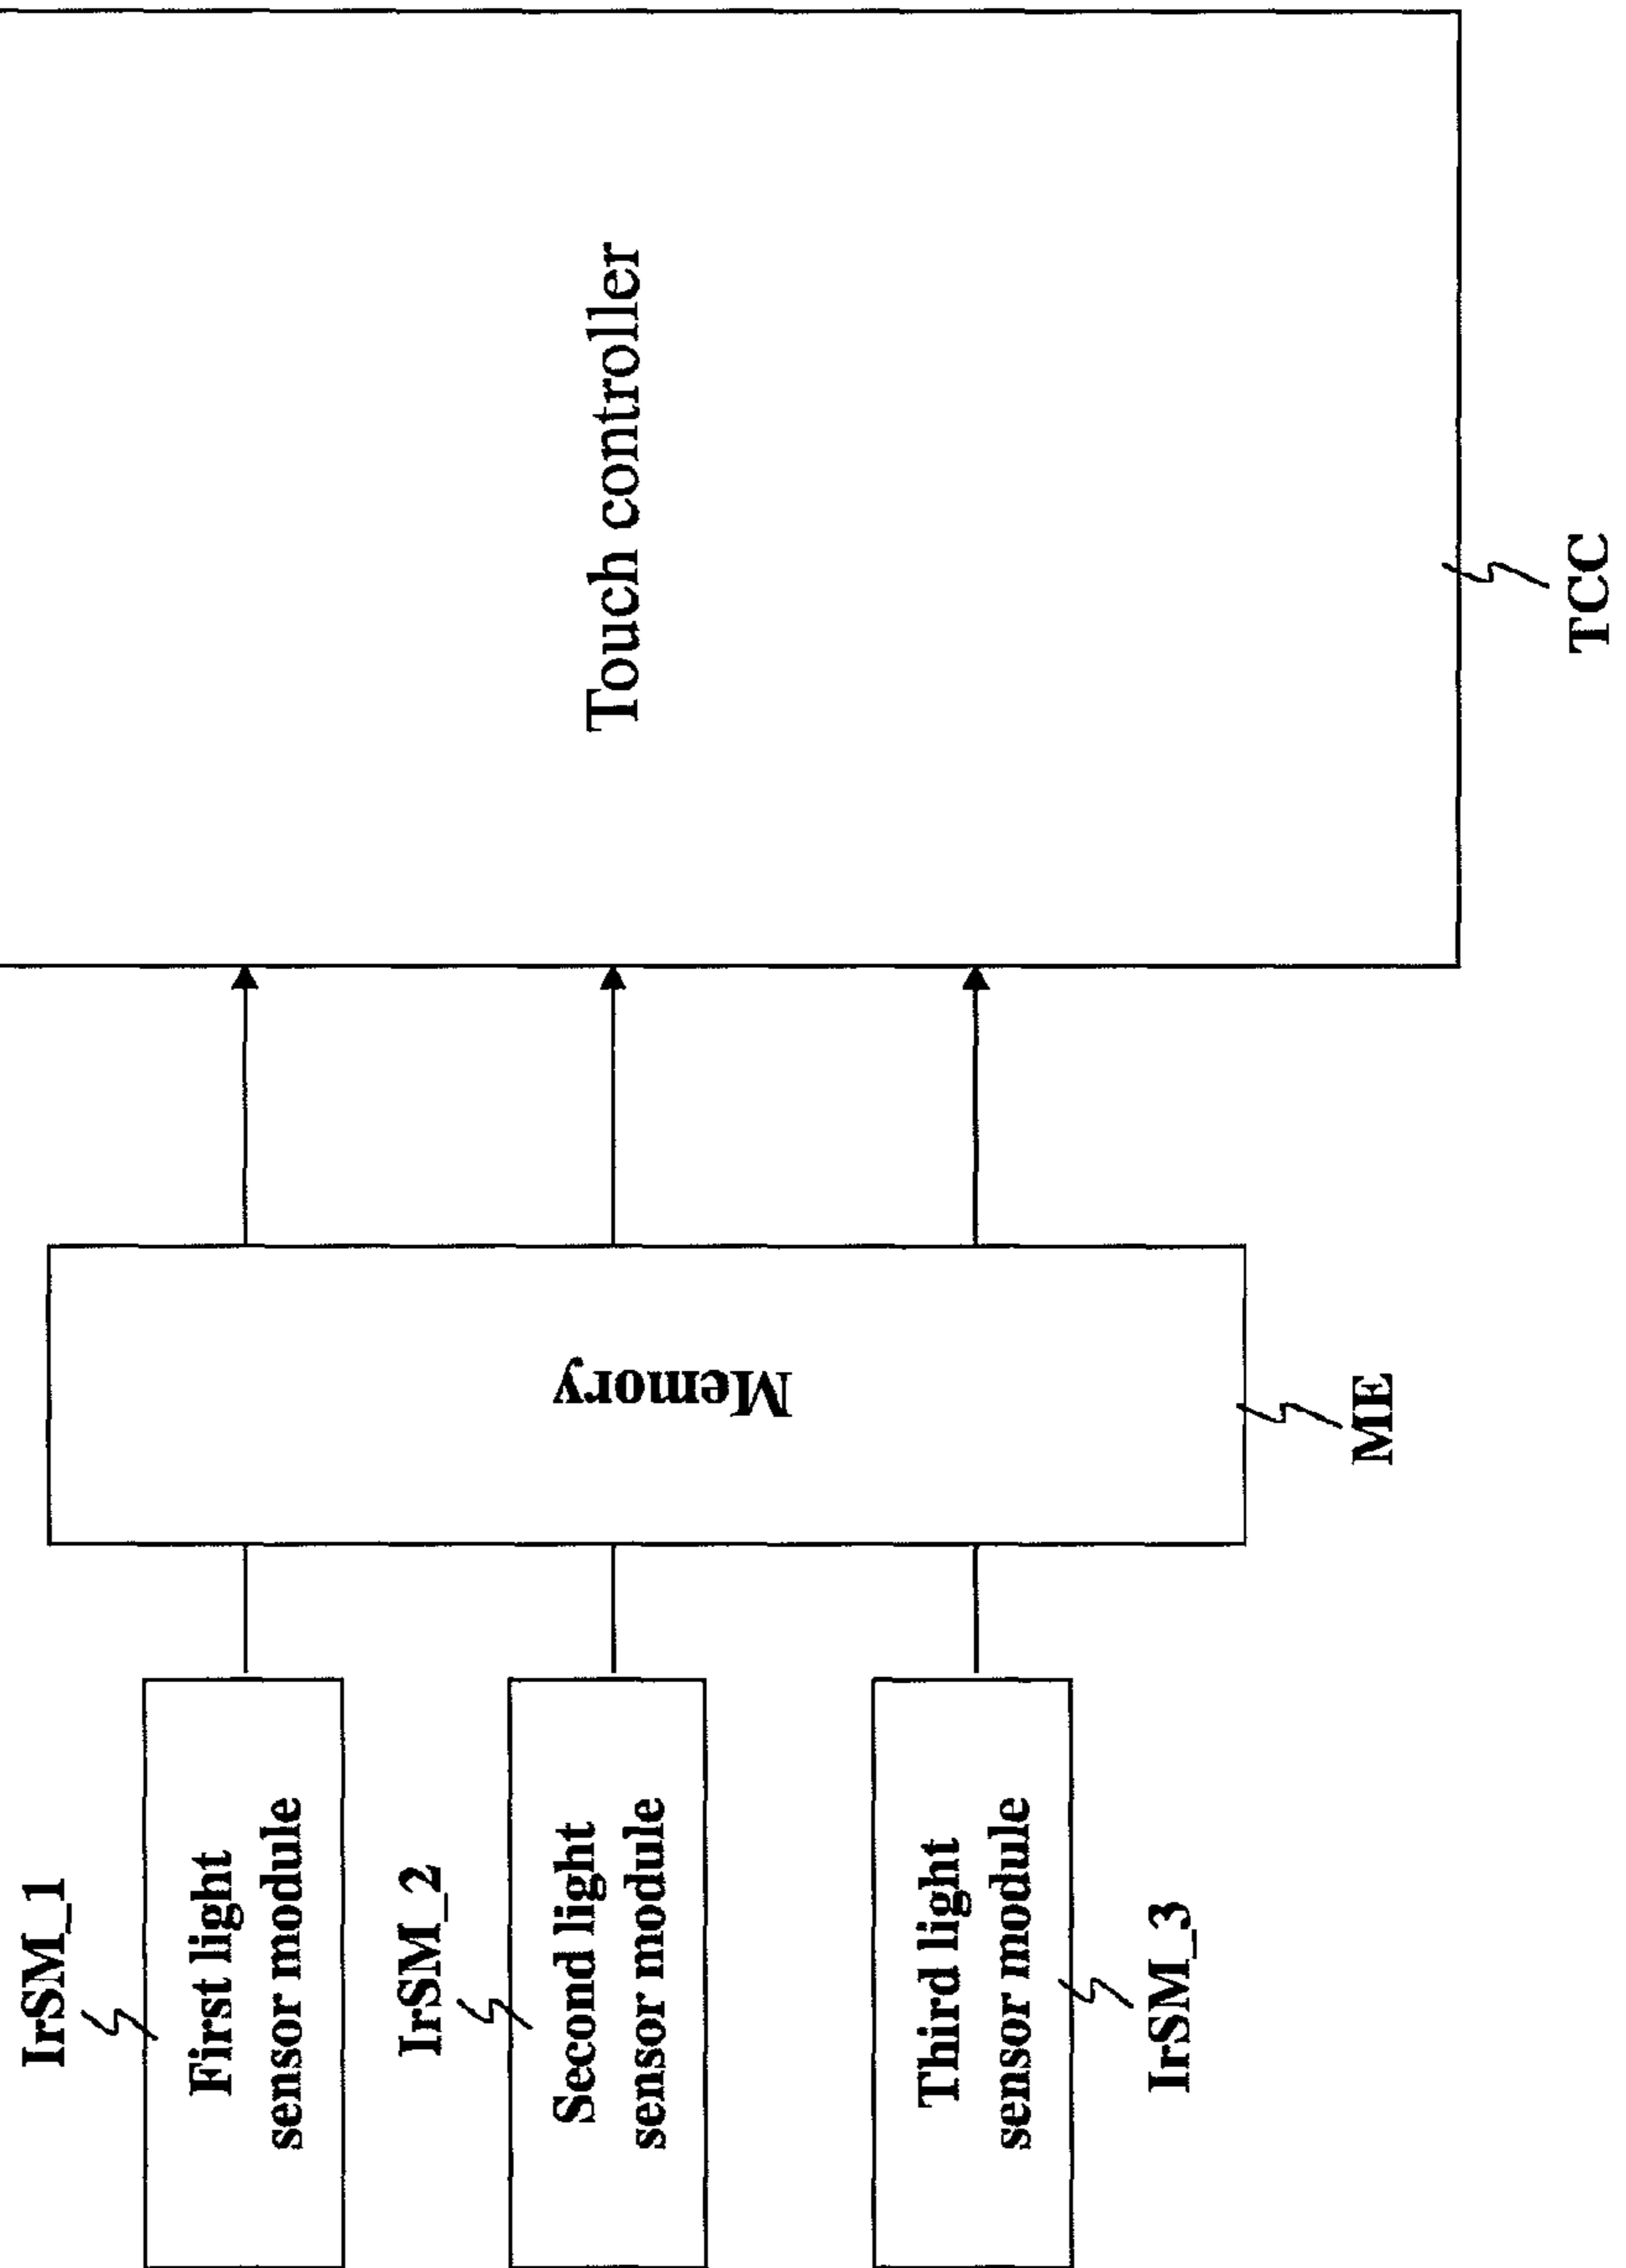 IrSM_1
First light
sensor module
IrSM_2
Second light
sensor module
Third light
sensor module
IrSM_3
Memory
ME
Touch controller
TCC